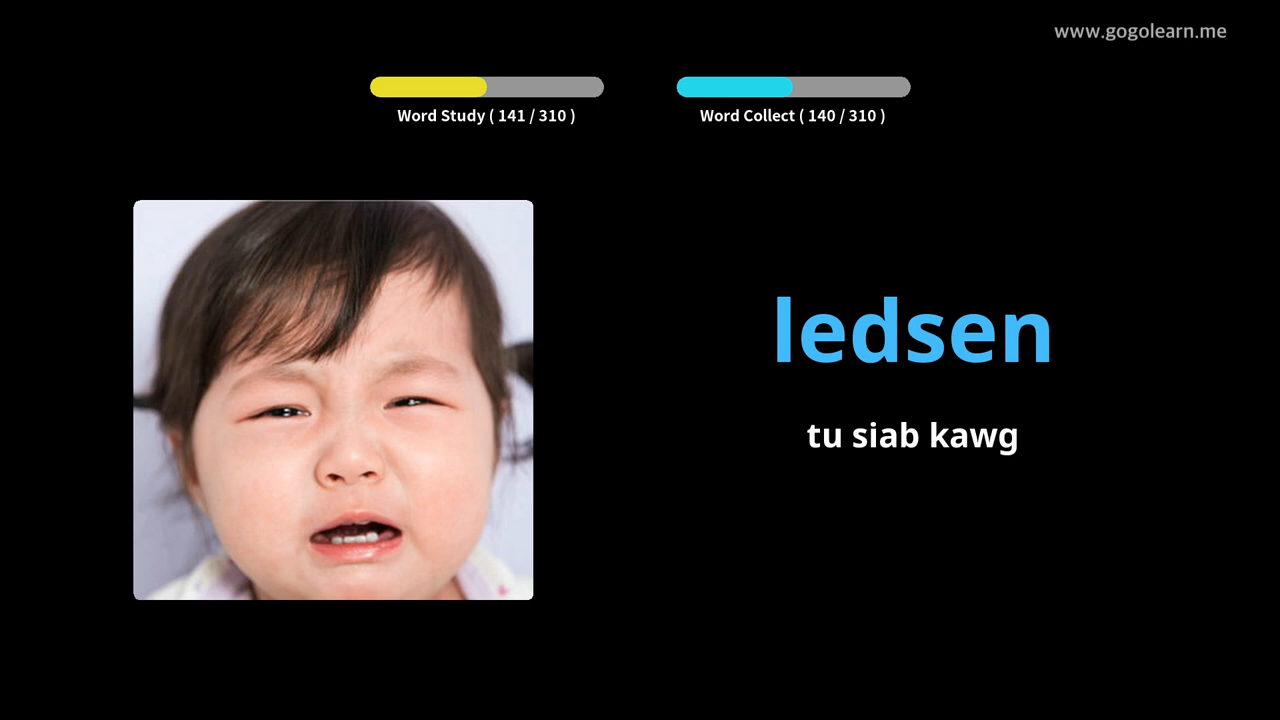 www.gogolearn.me
Word Study ( 141 / 310 )
Word Collect ( 140 / 310 )
ledsen
tu siab kawg